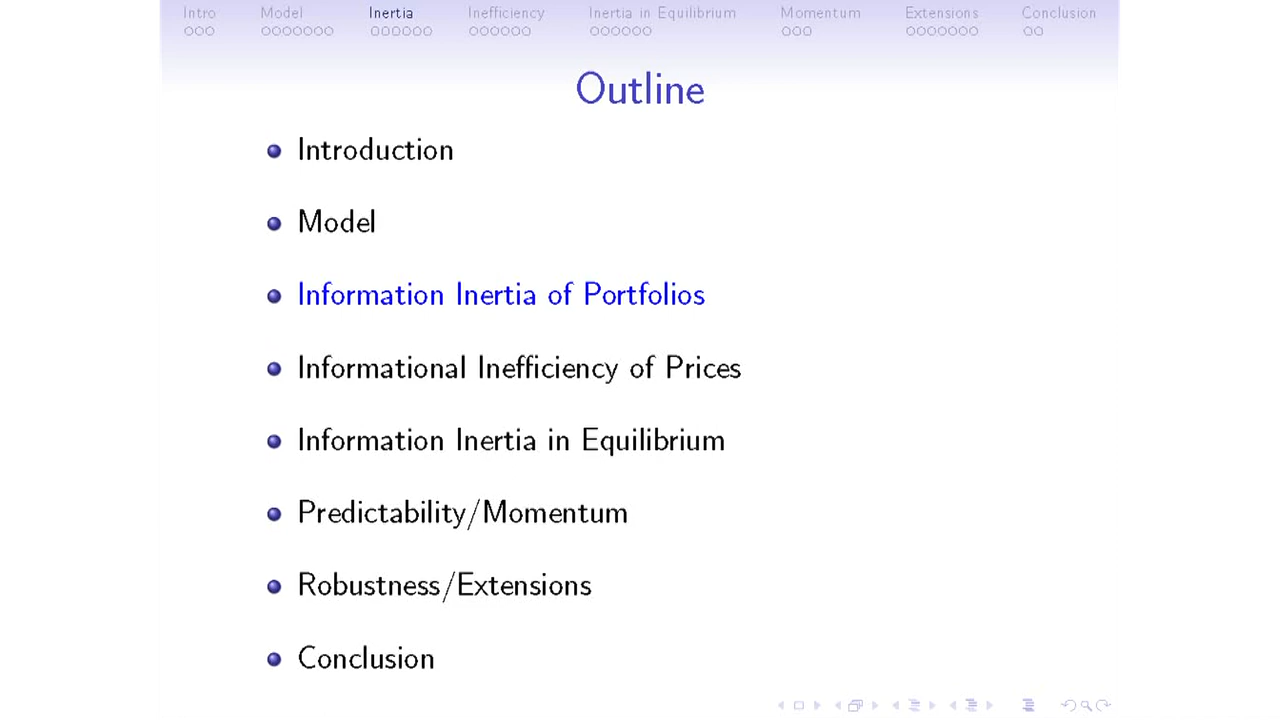 Intro Model Inertia Inefficiency Inertia in Equilibrium Momentum Extensions Conclusion
Outline
Introduction
Model
Information Inertia of Portfolios
Informational Inefficiency of Prices
Information Inertia in Equilibrium
Predictability/Momentum
Robustness/Extensions
Conclusion